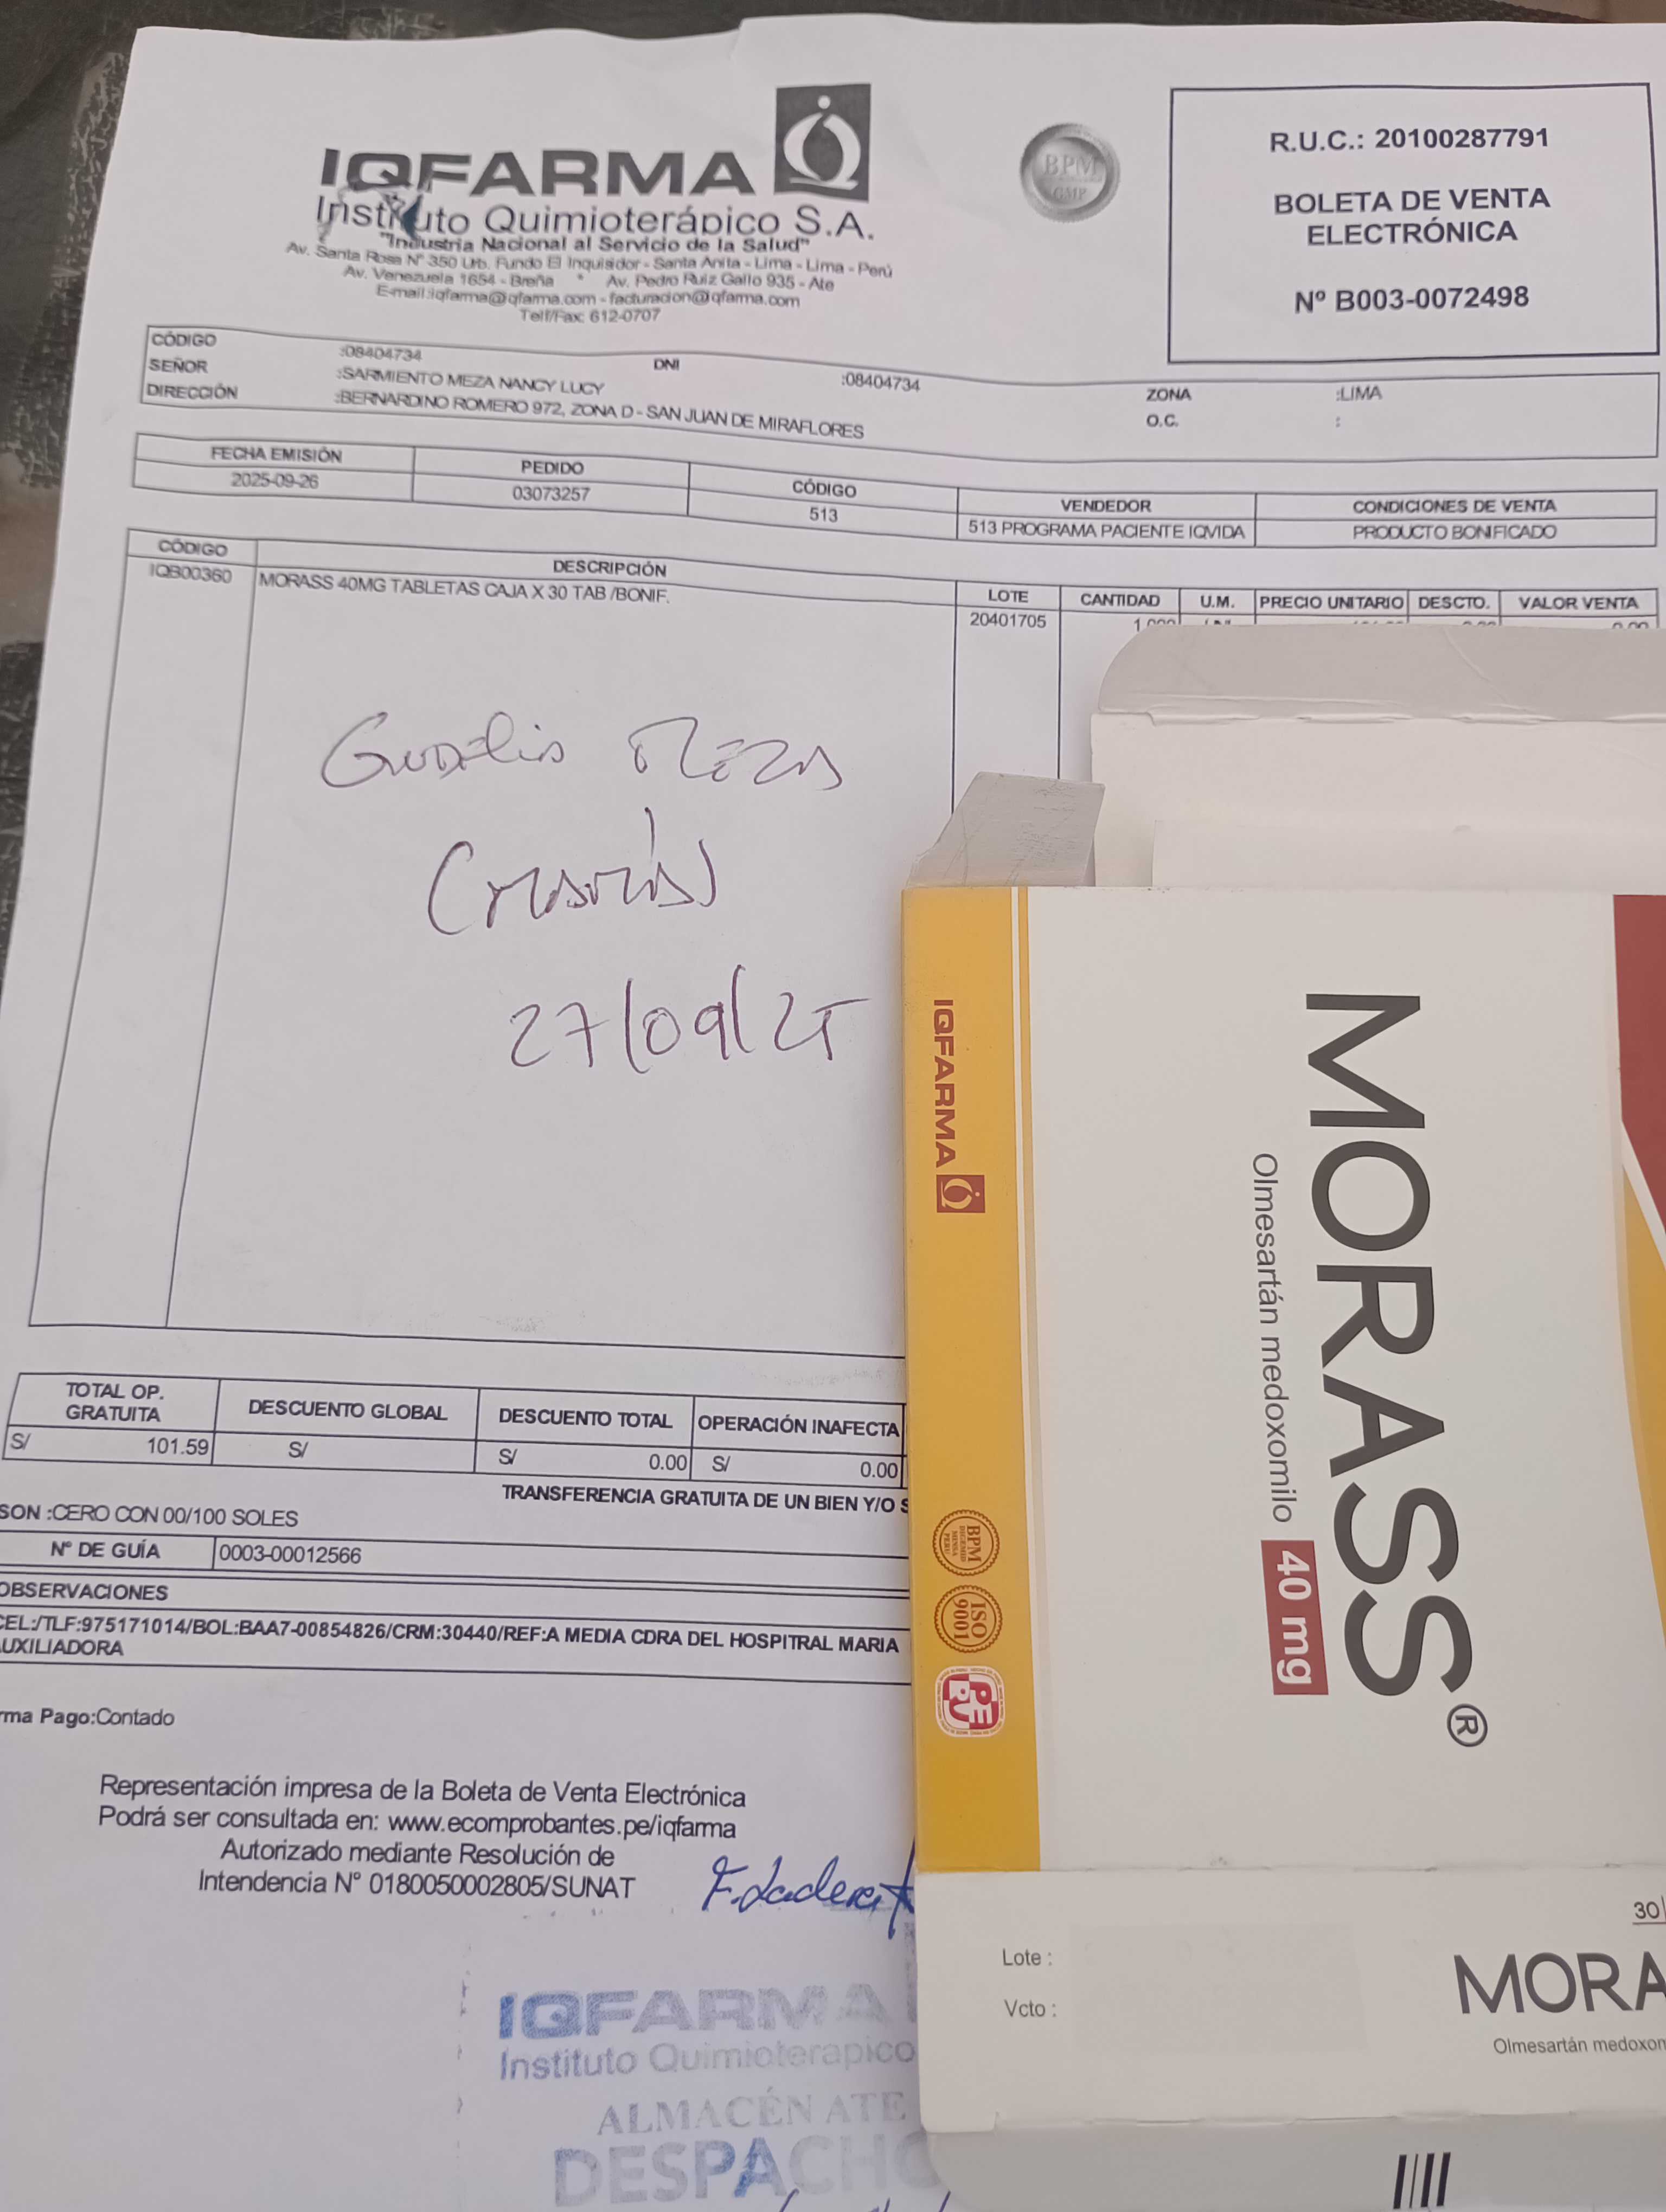 IQFARMA
Instituto Quimioterápico S.A.
"Industria Nacional al Servicio de la Salud"
Av. Santa Rosa Nº 350 Urb. Fundo El Inquisidor - Santa Anita - Lima - Lima - Perú
Av. Venezuela 1654 - Breña * Av. Pedro Ruiz Gallo 935 - Ate
E-mail:iqfarma@iqfarma.com - facturacion@iqfarma.com
Telf/Fax: 612-0707
BPM
GMP
R.U.C.: 20100287791
BOLETA DE VENTA
ELECTRÓNICA
Nº B003-0072498
CÓDIGO :08404734 DNI :08404734
SEÑOR :SARMIENTO MEZA NANCY LUCY
DIRECCIÓN :BERNARDINO ROMERO 972, ZONA D - SAN JUAN DE MIRAFLORES
ZONA :LIMA
O.C. :
FECHA EMISIÓN PEDIDO CÓDIGO VENDEDOR CONDICIONES DE VENTA
2025-09-26 03073257 513 513 PROGRAMA PACIENTE IQVIDA PRODUCTO BONIFICADO
CÓDIGO DESCRIPCIÓN LOTE CANTIDAD U.M. PRECIO UNITARIO DESCTO. VALOR VENTA
IQB00360 MORASS 40MG TABLETAS CAJA X 30 TAB /BONIF. 20401705
27/09/25
TOTAL OP. GRATUITA DESCUENTO GLOBAL DESCUENTO TOTAL OPERACIÓN INAFECTA
S/ 101.59 S/ S/ 0.00 S/ 0.00
TRANSFERENCIA GRATUITA DE UN BIEN Y/O S
SON :CERO CON 00/100 SOLES
Nº DE GUÍA 0003-00012566
OBSERVACIONES
CEL:/TLF:975171014/BOL:BAA7-00854826/CRM:30440/REF:A MEDIA CDRA DEL HOSPITRAL MARIA
AUXILIADORA
rma Pago:Contado
Representación impresa de la Boleta de Venta Electrónica
Podrá ser consultada en: www.ecomprobantes.pe/iqfarma
Autorizado mediante Resolución de
Intendencia Nº 0180050002805/SUNAT
IQFARMA
Instituto Quimioterapico
ALMACÉN ATE
DESPACHO
IQFARMA
BPM
ISO
9001
PERU
MORASS®
Olmesartán medoxomilo 40 mg
Lote :
Vcto :
30
MORA
Olmesartán medoxom